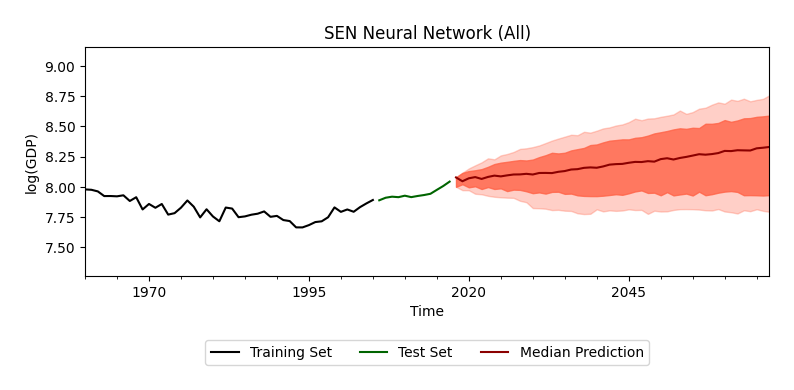 SEN Neural Network (All)
9.00
8.75
8.50
8.25
8.00
7.75
7.50
log(GDP)
1970 1995 2020 2045
Time
Training Set Test Set Median Prediction